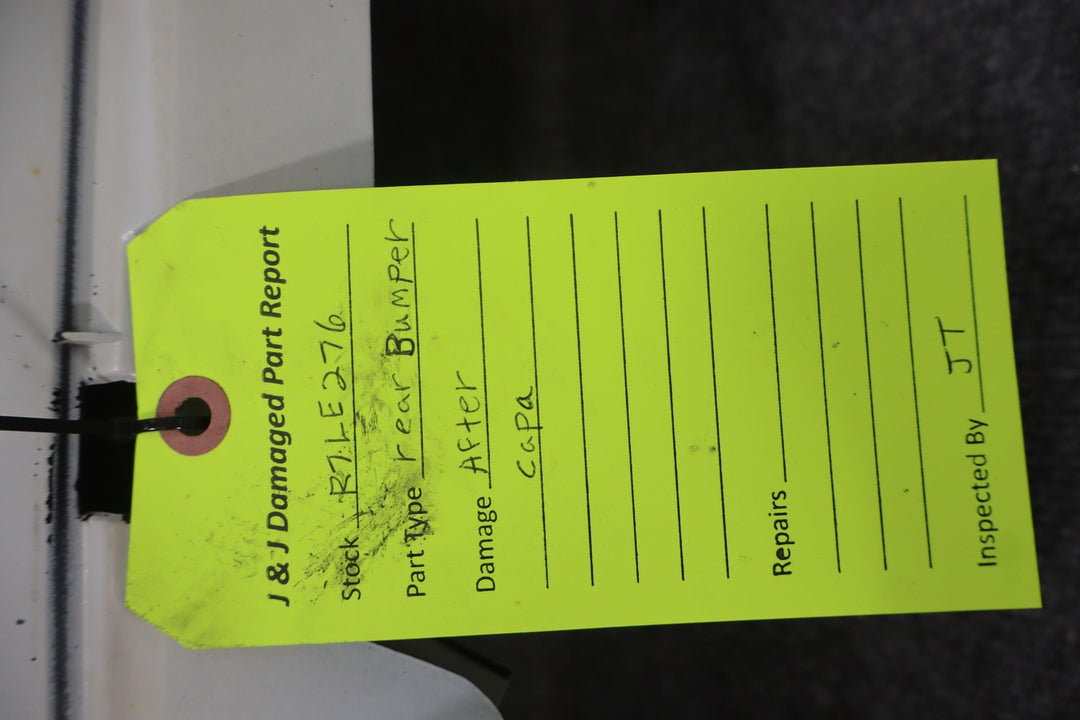 J & J Damaged Part Report
Stock R7LE276
Part Type rear Bumper
Damage After
capa
Repairs
Inspected By JT